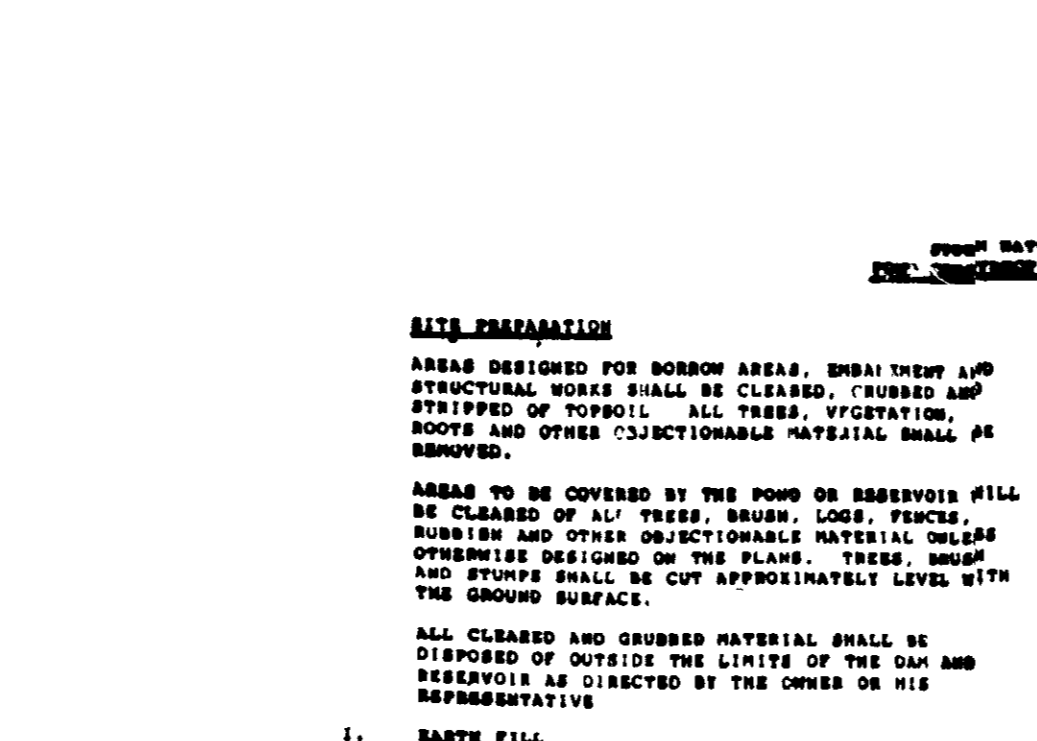 SITE PREPARATION
AREAS DESIGNED FOR BORROW AREAS, EMBANKMENT AND
STRUCTURAL WORKS SHALL BE CLEARED, GRUBBED AND
STRIPPED OF TOPSOIL ALL TREES, VEGETATION,
ROOTS AND OTHER OBJECTIONABLE MATERIAL SHALL BE
REMOVED.
AREAS TO BE COVERED BY THE POND OR RESERVOIR WILL
BE CLEARED OF ALL TREES, BRUSH, LOGS, FENCES,
RUBBISH AND OTHER OBJECTIONABLE MATERIAL UNLESS
OTHERWISE DESIGNED ON THE PLANS. TREES, BRUSH
AND STUMPS SHALL BE CUT APPROXIMATELY LEVEL WITH
THE GROUND SURFACE.
ALL CLEARED AND GRUBBED MATERIAL SHALL BE
DISPOSED OF OUTSIDE THE LIMITS OF THE DAM AND
RESERVOIR AS DIRECTED BY THE OWNER OR HIS
REPRESENTATIVE
I. EARTH FILL